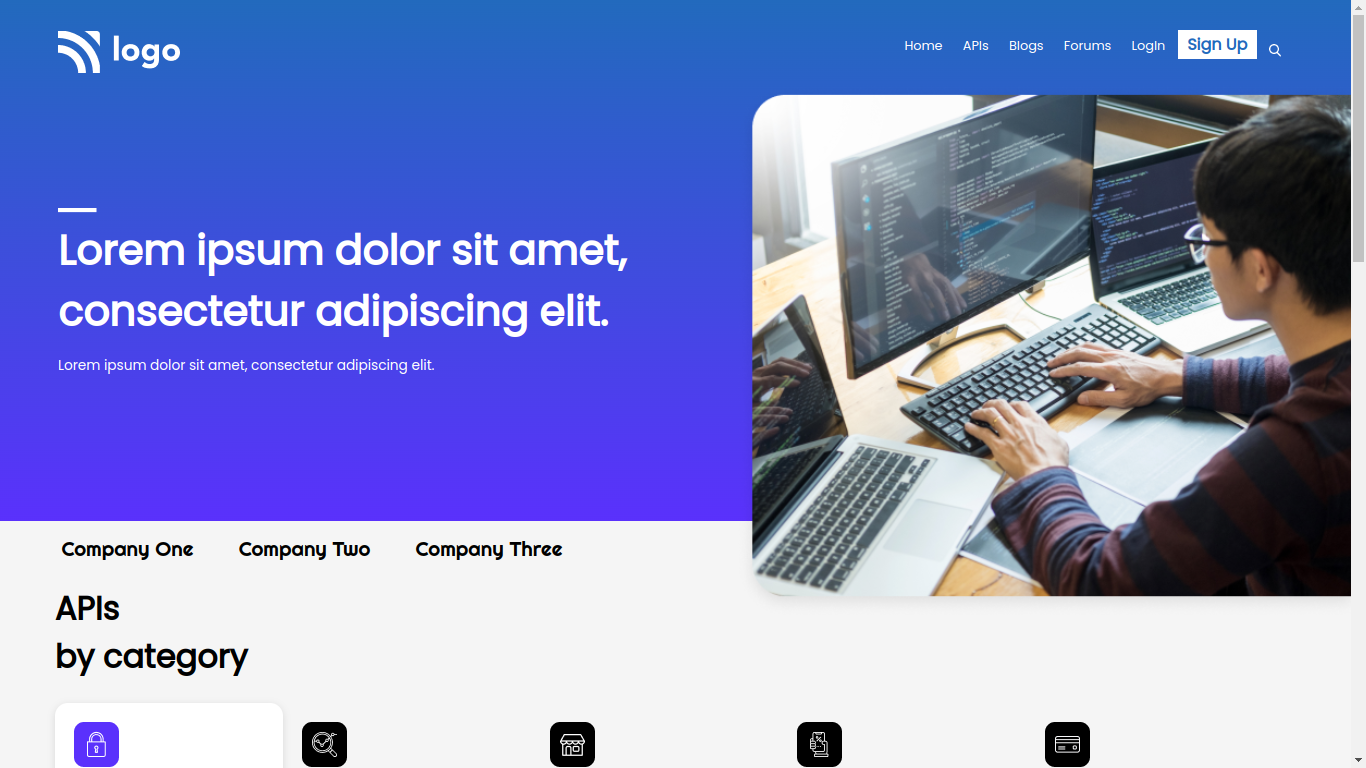 logo
Home APIs Blogs Forums LogIn Sign Up
Lorem ipsum dolor sit amet,
consectetur adipiscing elit.
Lorem ipsum dolor sit amet, consectetur adipiscing elit.
Company One Company Two Company Three
APIs
by category